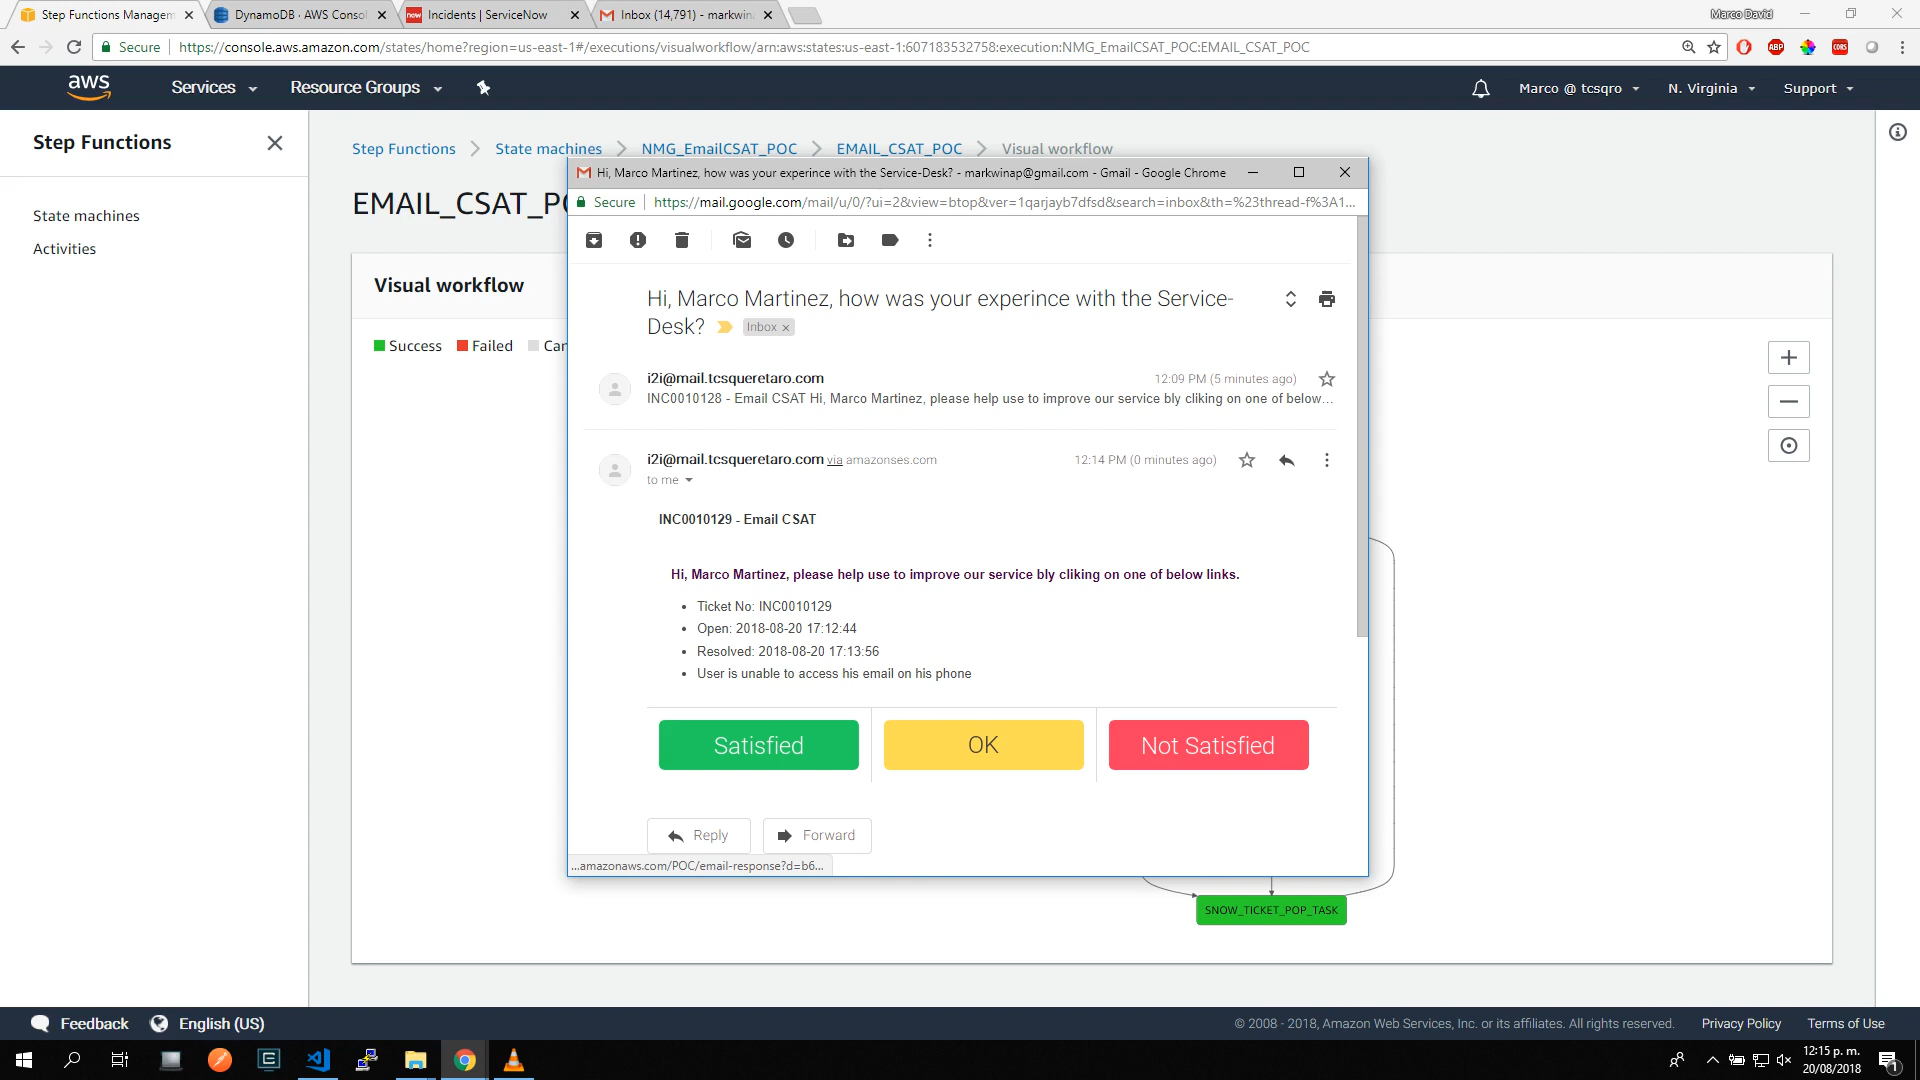 Step Functions Managem
DynamoDB · AWS Consol
Incidents | ServiceNow
Inbox (14,791) - markwina
Marco David
Secure
https://console.aws.amazon.com/states/home?region=us-east-1#/executions/visualworkflow/arn:aws:states:us-east-1:607183532758:execution:NMG_EmailCSAT_POC:EMAIL_CSAT_POC
ABP
CORS
aws
Services
Resource Groups
Marco @ tcsqro
N. Virginia
Support
Step Functions
State machines
Activities
Step Functions
State machines
NMG_EmailCSAT_POC
EMAIL_CSAT_POC
Visual workflow
EMAIL_CSAT_PO
Visual workflow
Success
Failed
Can
Hi, Marco Martinez, how was your experince with the Service-Desk? - markwinap@gmail.com - Gmail - Google Chrome
Secure
https://mail.google.com/mail/u/0/?ui=2&view=btop&ver=1qarjayb7dfsd&search=inbox&th=%23thread-f%3A1...
Hi, Marco Martinez, how was your experince with the Service-
Desk?
Inbox x
i2i@mail.tcsqueretaro.com
12:09 PM (5 minutes ago)
INC0010128 - Email CSAT Hi, Marco Martinez, please help use to improve our service bly cliking on one of below...
i2i@mail.tcsqueretaro.com via amazonses.com
12:14 PM (0 minutes ago)
to me
INC0010129 - Email CSAT
Hi, Marco Martinez, please help use to improve our service bly cliking on one of below links.
• Ticket No: INC0010129
• Open: 2018-08-20 17:12:44
• Resolved: 2018-08-20 17:13:56
• User is unable to access his email on his phone
Satisfied
OK
Not Satisfied
Reply
Forward
...amazonaws.com/POC/email-response?d=b6...
SNOW_TICKET_POP_TASK
Feedback
English (US)
© 2008 - 2018, Amazon Web Services, Inc. or its affiliates. All rights reserved.
Privacy Policy
Terms of Use
12:15 p. m.
20/08/2018
1